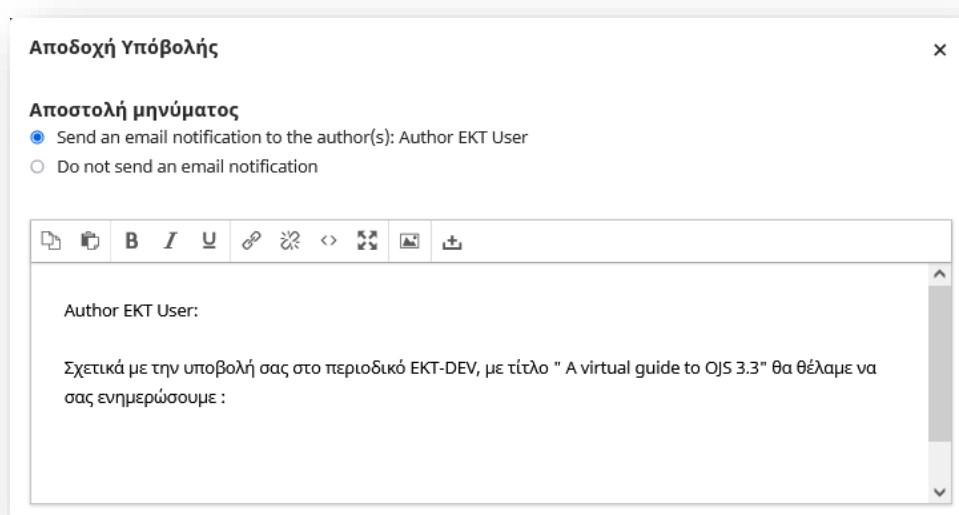 Αποδοχή Υπόβολής
Αποστολή μηνύματος
Send an email notification to the author(s): Author EKT User
Do not send an email notification
B I U
Author EKT User:
Σχετικά με την υποβολή σας στο περιοδικό EKT-DEV, με τίτλο " A virtual guide to OJS 3.3" θα θέλαμε να
σας ενημερώσουμε :